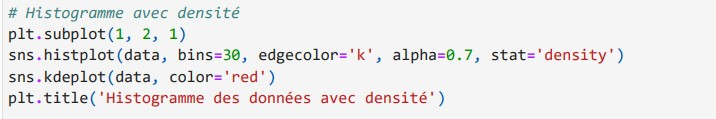 # Histogramme avec densité
plt.subplot(1, 2, 1)
sns.histplot(data, bins=30, edgecolor='k', alpha=0.7, stat='density')
sns.kdeplot(data, color='red')
plt.title('Histogramme des données avec densité')